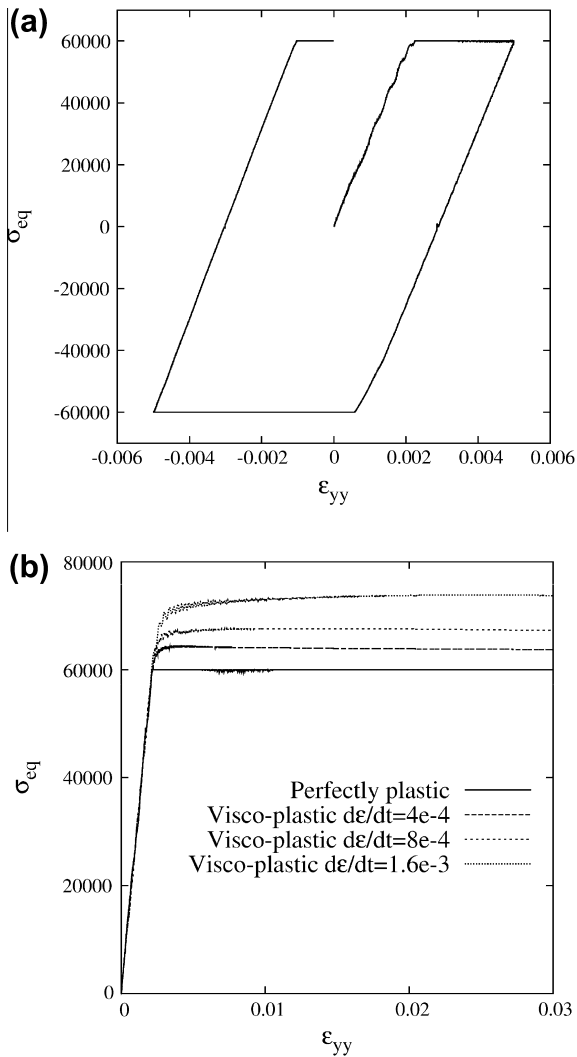 (a)
60000
40000
20000
0
-20000
-40000
-60000
σeq
-0.006 -0.004 -0.002 0 0.002 0.004 0.006
εyy
(b)
80000
60000
40000
20000
0
σeq
Perfectly plastic
Visco-plastic dε/dt=4e-4
Visco-plastic dε/dt=8e-4
Visco-plastic dε/dt=1.6e-3
0 0.01 0.02 0.03
εyy